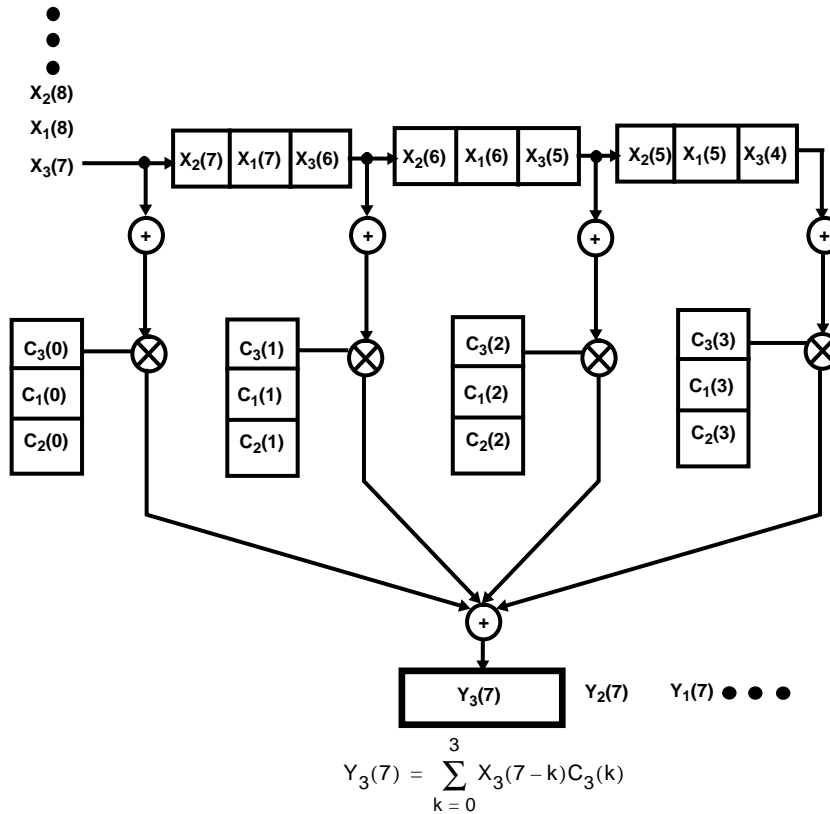 X₂(8)
X₁(8)
X₃(7)
X₂(7) X₁(7) X₃(6) X₂(6) X₁(6) X₃(5) X₂(5) X₁(5) X₃(4)
+ + + +
C₃(0) C₃(1) C₃(2) C₃(3)
C₁(0) C₁(1) C₁(2) C₁(3)
C₂(0) C₂(1) C₂(2) C₂(3)
+
Y₃(7) Y₂(7) Y₁(7)
3
Y₃(7) = ∑ X₃(7 – k)C₃(k)
k = 0